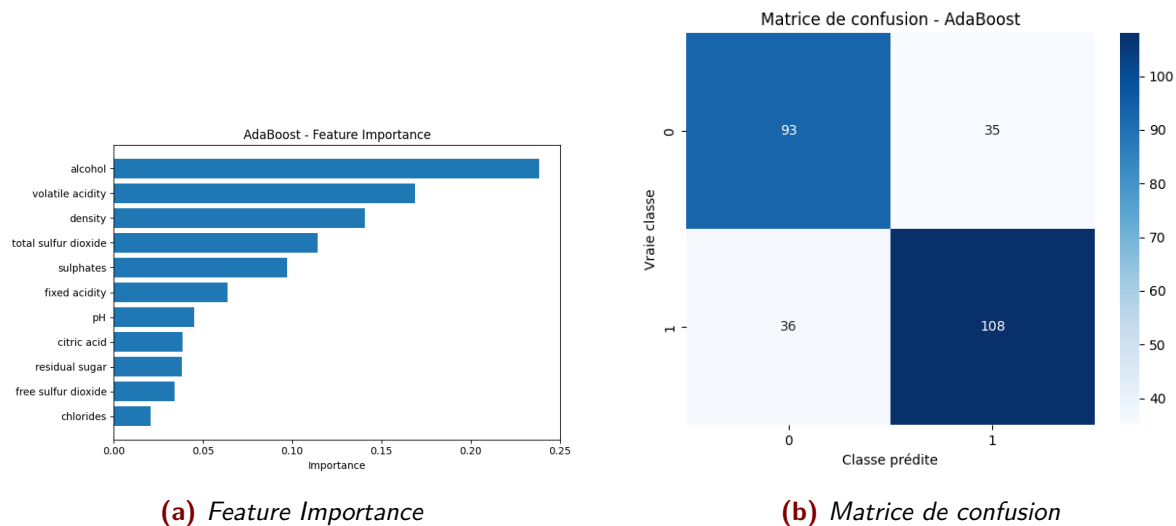 AdaBoost - Feature Importance
alcohol
volatile acidity
density
total sulfur dioxide
sulphates
fixed acidity
pH
citric acid
residual sugar
free sulfur dioxide
chlorides
0.00 0.05 0.10 0.15 0.20 0.25
Importance
(a) Feature Importance
Matrice de confusion - AdaBoost
Vraie classe
0
93 35
1
36 108
0 1
Classe prédite
100
90
80
70
60
50
40
(b) Matrice de confusion